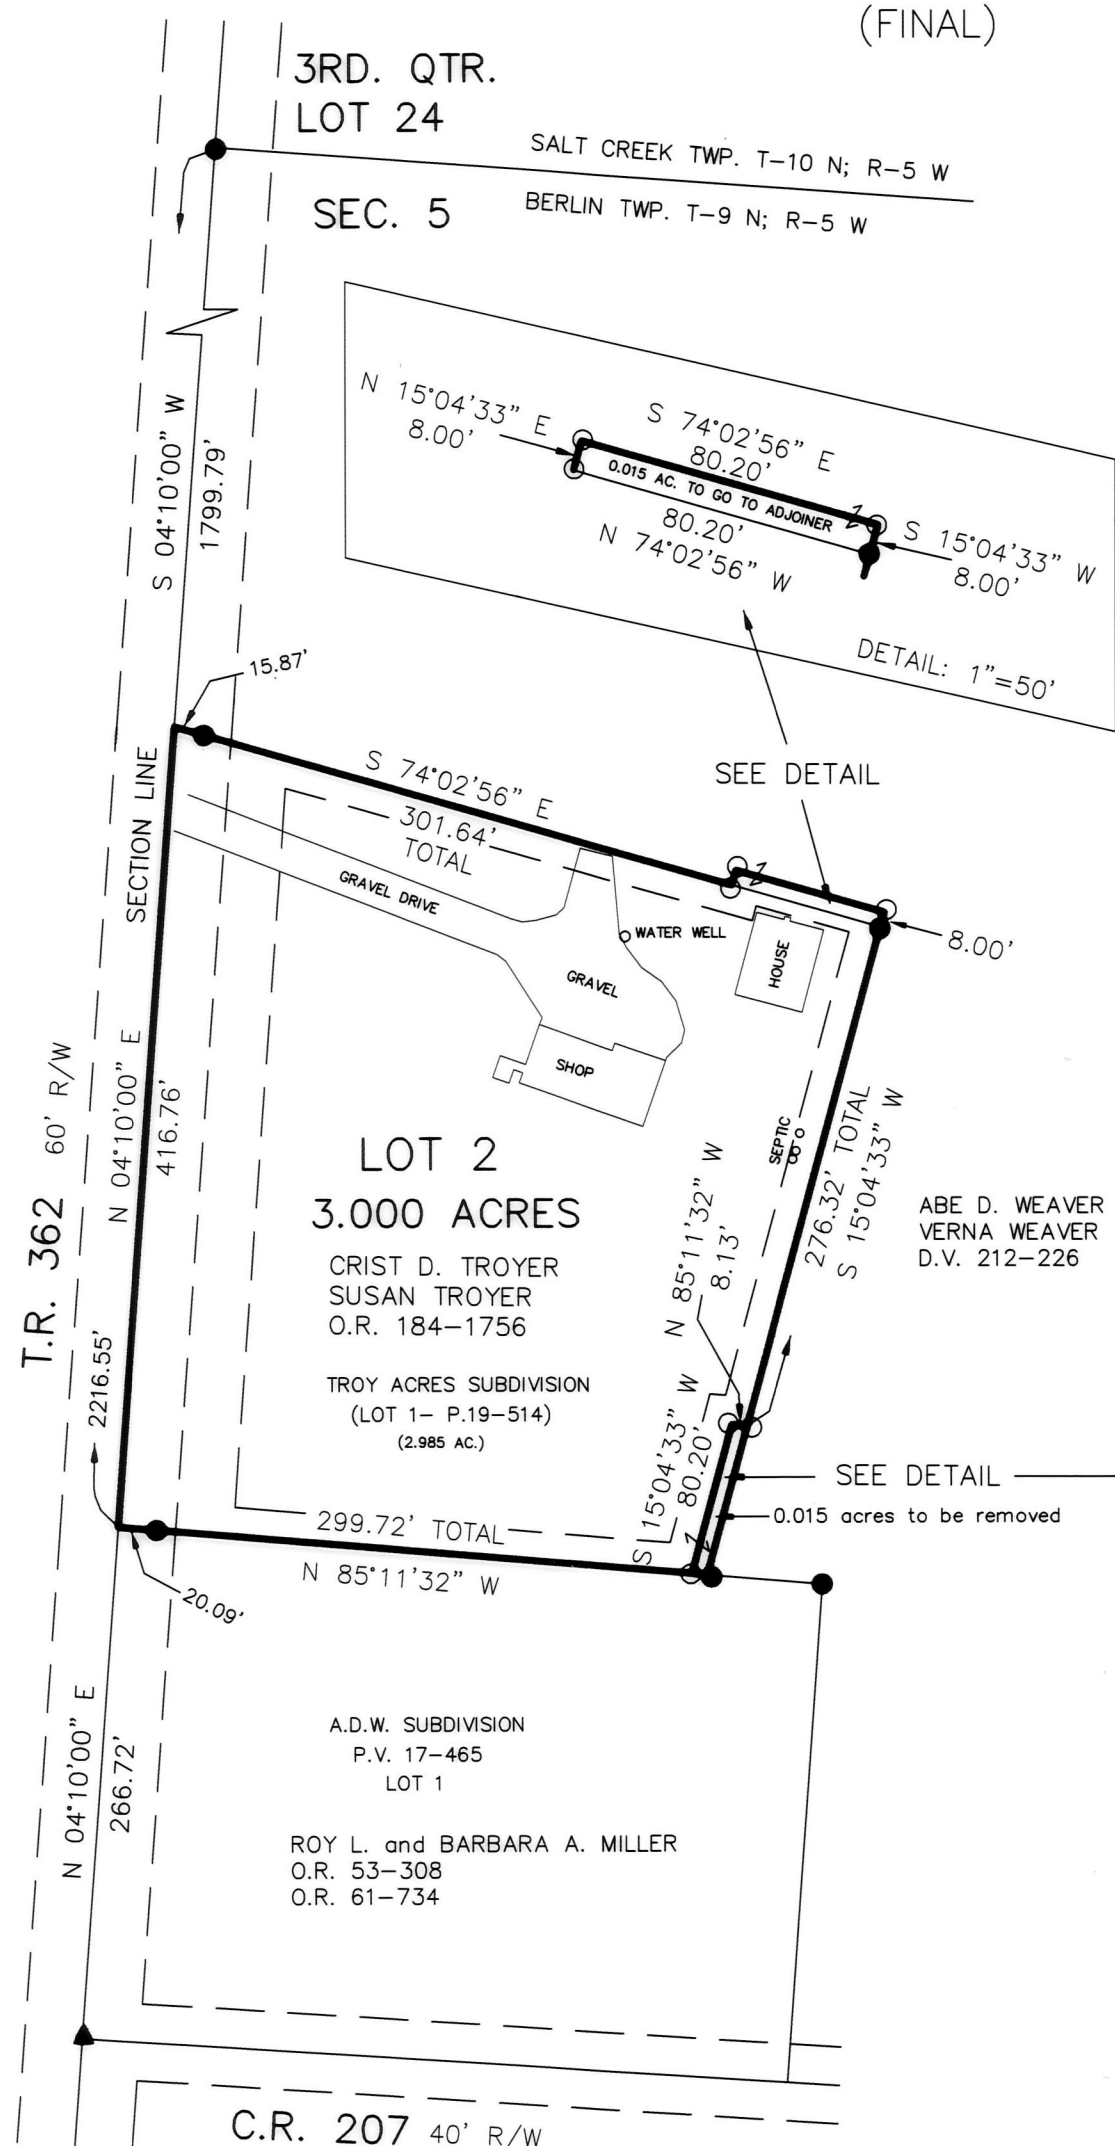 (FINAL)
3RD. QTR.
LOT 24
SALT CREEK TWP. T-10 N; R-5 W
SEC. 5
BERLIN TWP. T-9 N; R-5 W
N 15°04'33" E
8.00'
S 74°02'56" E
80.20'
0.015 AC. TO GO TO ADJOINER
80.20'
N 74°02'56" W
S 15°04'33" W
8.00'
DETAIL: 1"=50'
S 04°10'00" W
1799.79'
15.87'
SEE DETAIL
S 74°02'56" E
301.64'
TOTAL
SECTION LINE
GRAVEL DRIVE
WATER WELL
HOUSE
8.00'
GRAVEL
SHOP
N 04°10'00" E
416.76'
60' R/W
T.R. 362
2216.55'
LOT 2
3.000 ACRES
CRIST D. TROYER
SUSAN TROYER
O.R. 184-1756
TROY ACRES SUBDIVISION
(LOT 1- P.19-514)
(2.985 AC.)
SEPTIC
276.32' TOTAL
S 15°04'33" W
N 85°11'32" W
8.13'
ABE D. WEAVER
VERNA WEAVER
D.V. 212-226
S 15°04'33" W
80.20'
SEE DETAIL
0.015 acres to be removed
299.72' TOTAL
N 85°11'32" W
20.09'
N 04°10'00" E
266.72'
A.D.W. SUBDIVISION
P.V. 17-465
LOT 1
ROY L. and BARBARA A. MILLER
O.R. 53-308
O.R. 61-734
C.R. 207 40' R/W